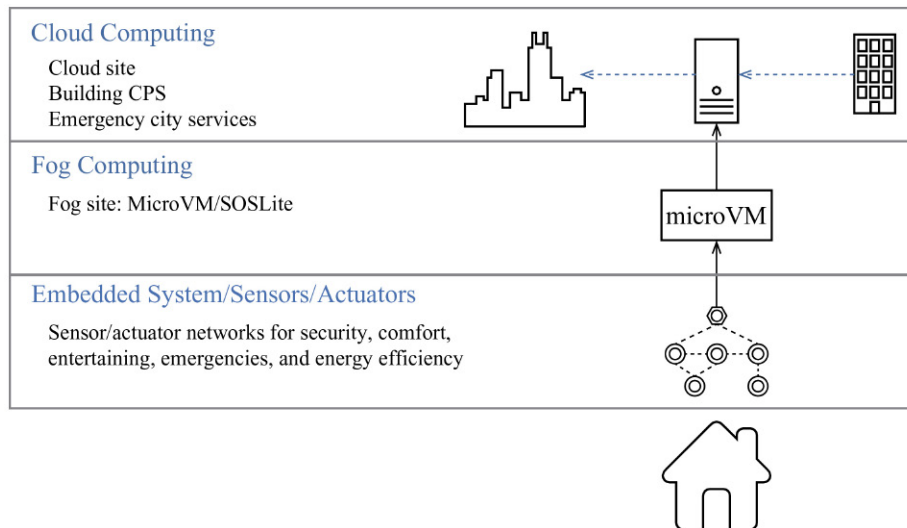 Cloud Computing
Cloud site
Building CPS
Emergency city services
Fog Computing
Fog site: MicroVM/SOSLite
microVM
Embedded System/Sensors/Actuators
Sensor/actuator networks for security, comfort,
entertaining, emergencies, and energy efficiency